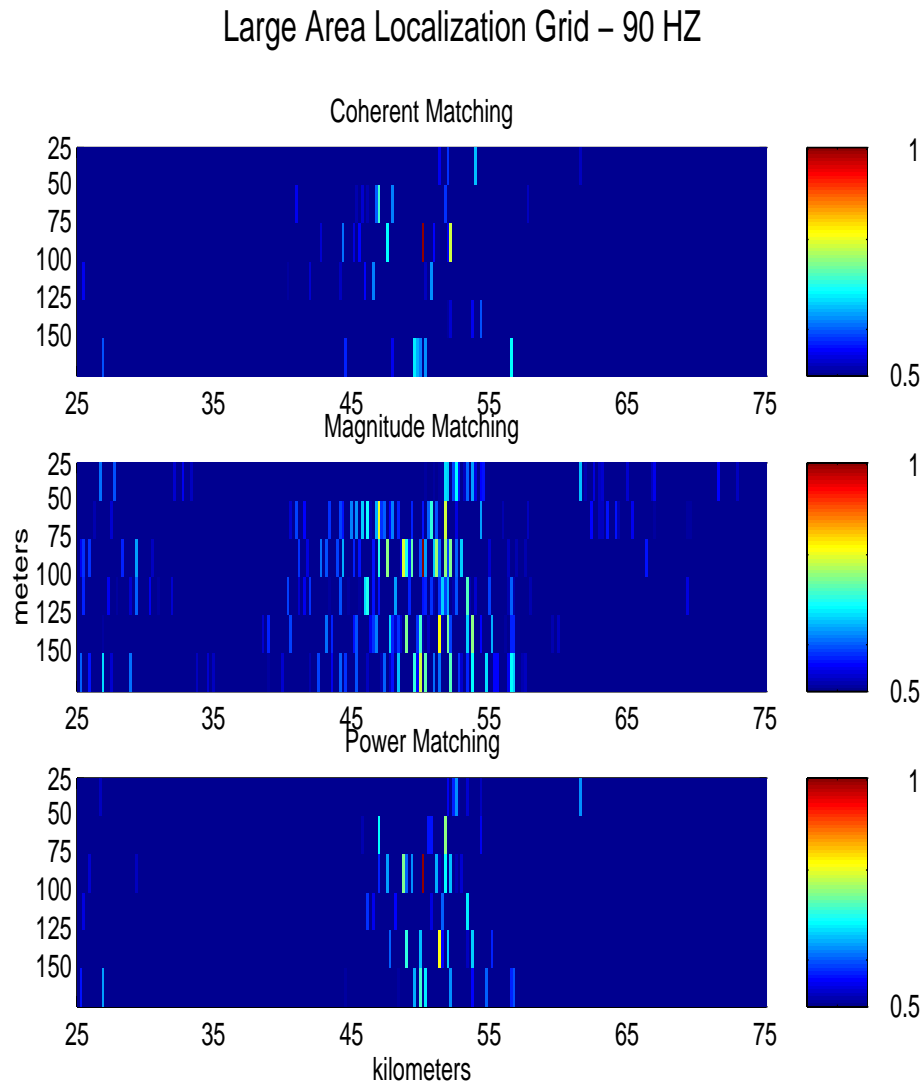 Large Area Localization Grid – 90 HZ
Coherent Matching
25
50
75
100
125
150
25 35 45 55 65 75
1
0.5
Magnitude Matching
meters
25
50
75
100
125
150
25 35 45 55 65 75
1
0.5
Power Matching
25
50
75
100
125
150
25 35 45 55 65 75
1
0.5
kilometers